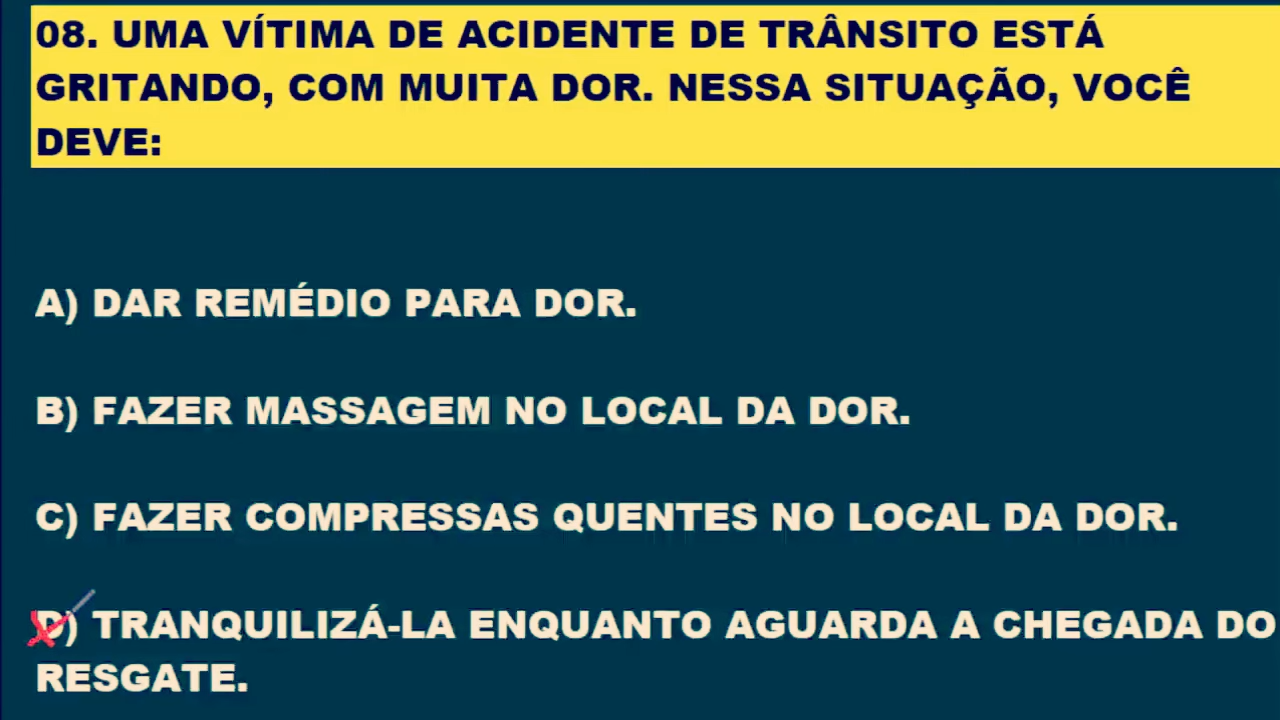 08. UMA VÍTIMA DE ACIDENTE DE TRÂNSITO ESTÁ
GRITANDO, COM MUITA DOR. NESSA SITUAÇÃO, VOCÊ
DEVE:
A) DAR REMÉDIO PARA DOR.
B) FAZER MASSAGEM NO LOCAL DA DOR.
C) FAZER COMPRESSAS QUENTES NO LOCAL DA DOR.
D) TRANQUILIZÁ-LA ENQUANTO AGUARDA A CHEGADA DO
RESGATE.